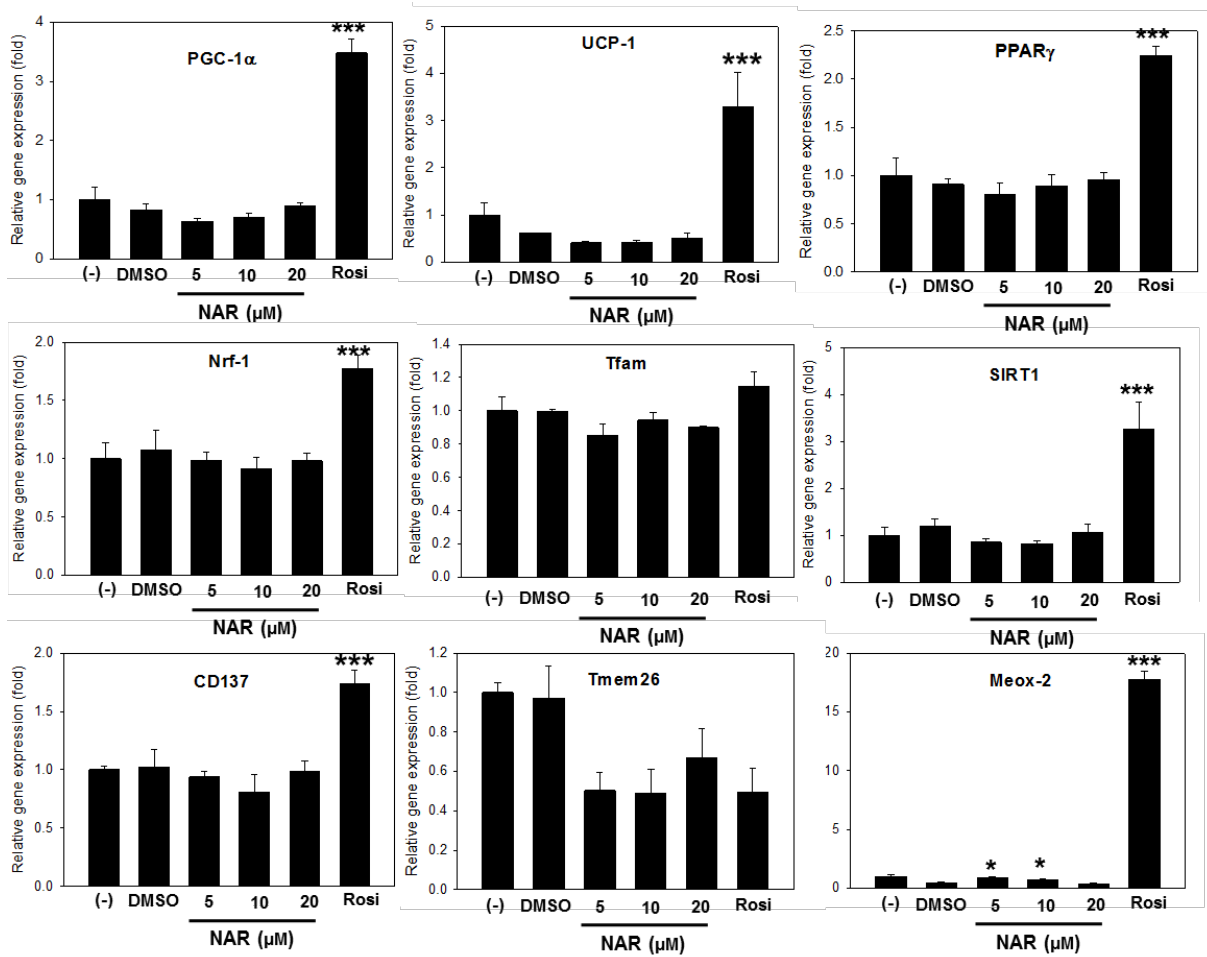 PGC-1α
Relative gene expression (fold)
4
3
2
1
0
***
(-) DMSO 5 10 20 Rosi
NAR (µM)
UCP-1
Relative gene expression (fold)
5
4
3
2
1
0
***
(-) DMSO 5 10 20 Rosi
NAR (µM)
PPARγ
Relative gene expression (fold)
2.5
2.0
1.5
1.0
0.5
0.0
***
(-) DMSO 5 10 20 Rosi
NAR (µM)
Nrf-1
Relative gene expression (fold)
2.0
1.5
1.0
0.5
0.0
***
(-) DMSO 5 10 20 Rosi
NAR (µM)
Tfam
Relative gene expression (fold)
1.4
1.2
1.0
0.8
0.6
0.4
0.2
0.0
(-) DMSO 5 10 20 Rosi
NAR (µM)
SIRT1
Relative gene expression (fold)
5
4
3
2
1
0
***
(-) DMSO 5 10 20 Rosi
NAR (µM)
CD137
Relative gene expression (fold)
2.0
1.5
1.0
0.5
0.0
***
(-) DMSO 5 10 20 Rosi
NAR (µM)
Tmem26
Relative gene expression (fold)
1.2
1.0
0.8
0.6
0.4
0.2
0.0
(-) DMSO 5 10 20 Rosi
NAR (µM)
Meox-2
Relative gene expression (fold)
20
15
10
5
0
* * ***
(-) DMSO 5 10 20 Rosi
NAR (µM)